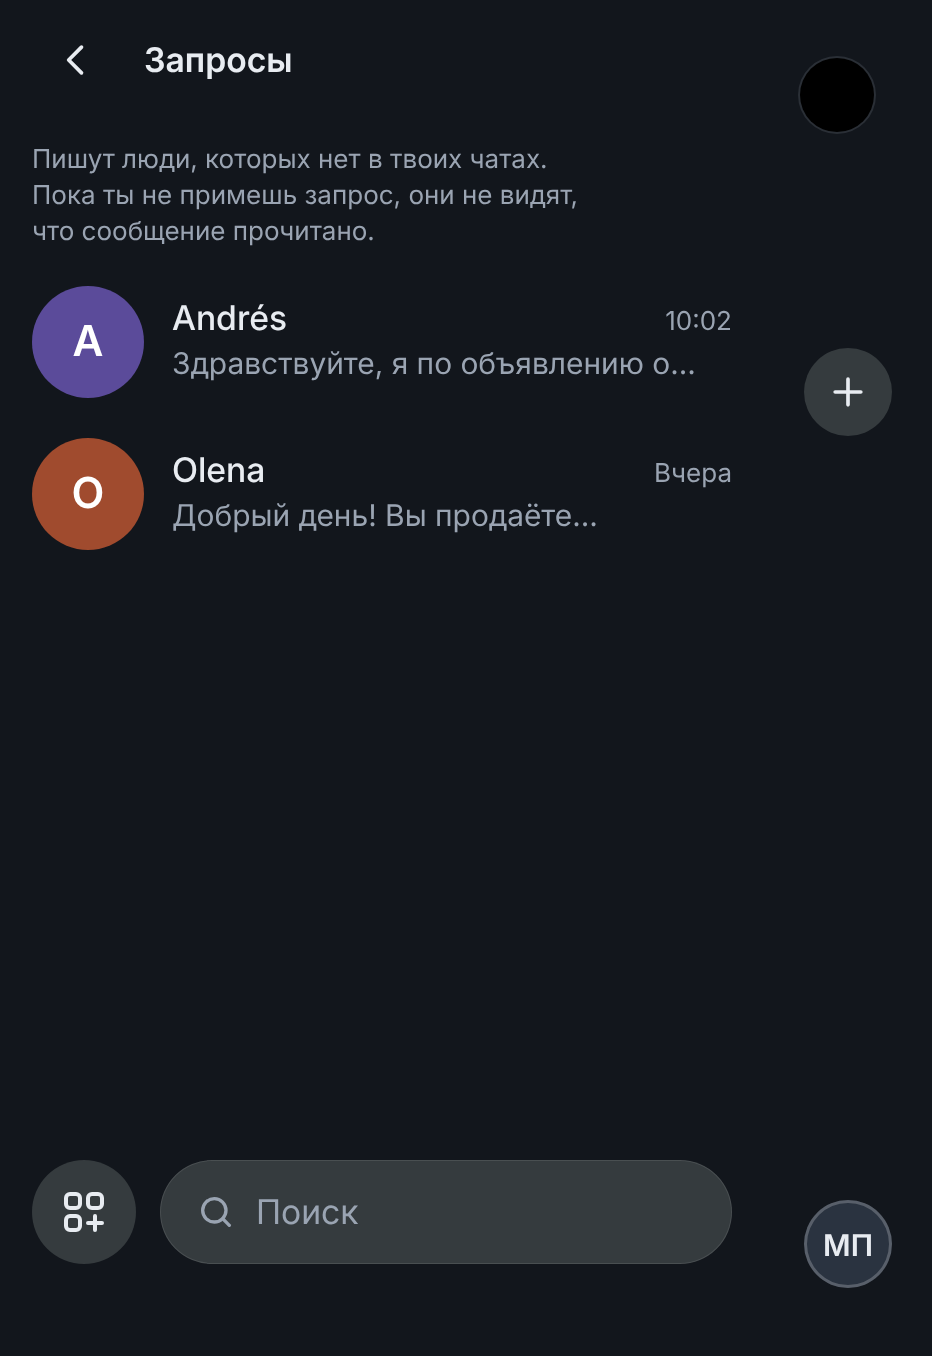 Запросы
Пишут люди, которых нет в твоих чатах.
Пока ты не примешь запрос, они не видят,
что сообщение прочитано.
A
Andrés
10:02
Здравствуйте, я по объявлению о...
O
Olena
Вчера
Добрый день! Вы продаёте...
Поиск
МП